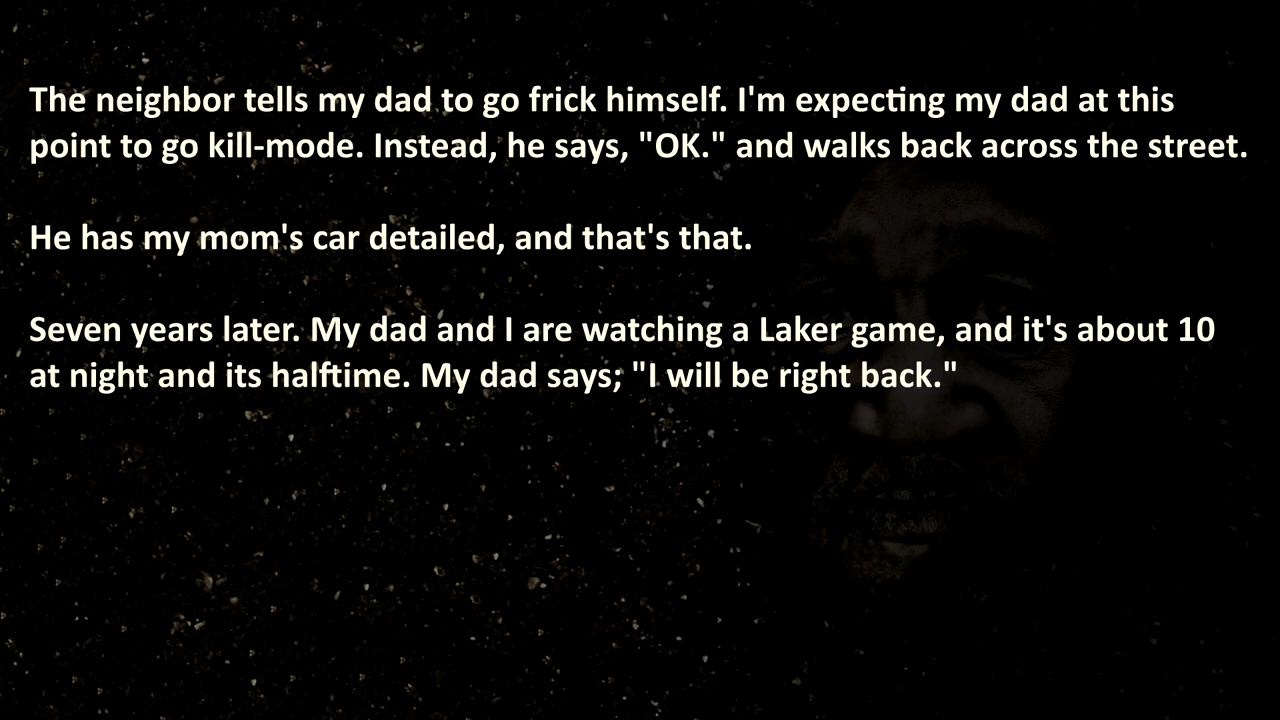 The neighbor tells my dad to go frick himself. I'm expecting my dad at this
point to go kill-mode. Instead, he says, "OK." and walks back across the street.
He has my mom's car detailed, and that's that.
Seven years later. My dad and I are watching a Laker game, and it's about 10
at night and its halftime. My dad says; "I will be right back."